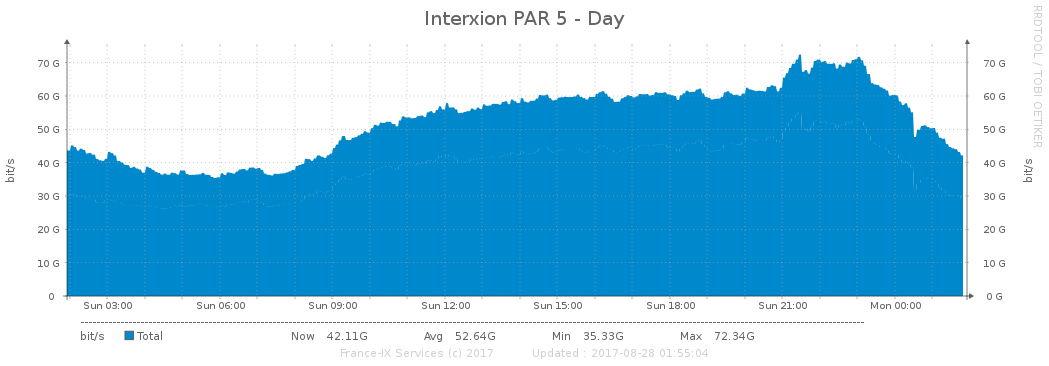 Interxion PAR 5 - Day
RRDTOOL / TOBI OETIKER
bit/s
bit/s
70 G 70 G
60 G 60 G
50 G 50 G
40 G 40 G
30 G 30 G
20 G 20 G
10 G 10 G
0 0 G
Sun 03:00 Sun 06:00 Sun 09:00 Sun 12:00 Sun 15:00 Sun 18:00 Sun 21:00 Mon 00:00
bit/s Total Now 42.11G Avg 52.64G Min 35.33G Max 72.34G
France-IX Services (c) 2017 Updated : 2017-08-28 01:55:04